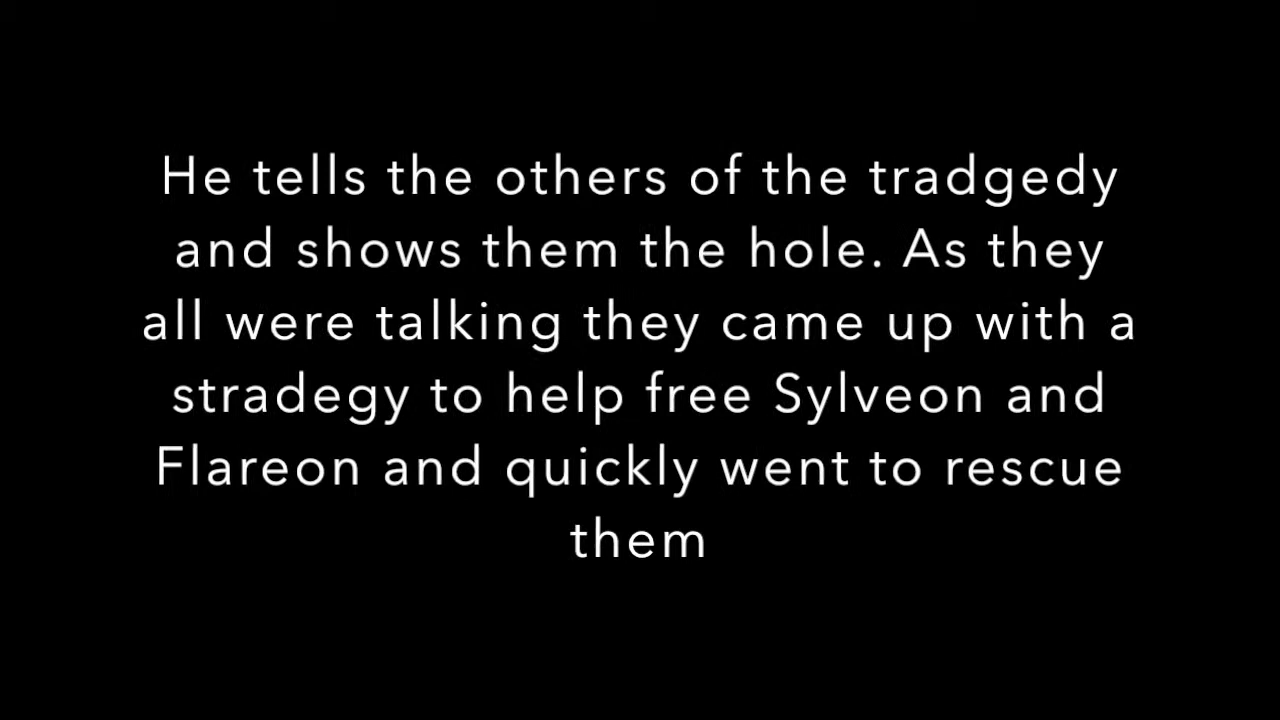 He tells the others of the tradgedy
and shows them the hole. As they
all were talking they came up with a
stradegy to help free Sylveon and
Flareon and quickly went to rescue
them